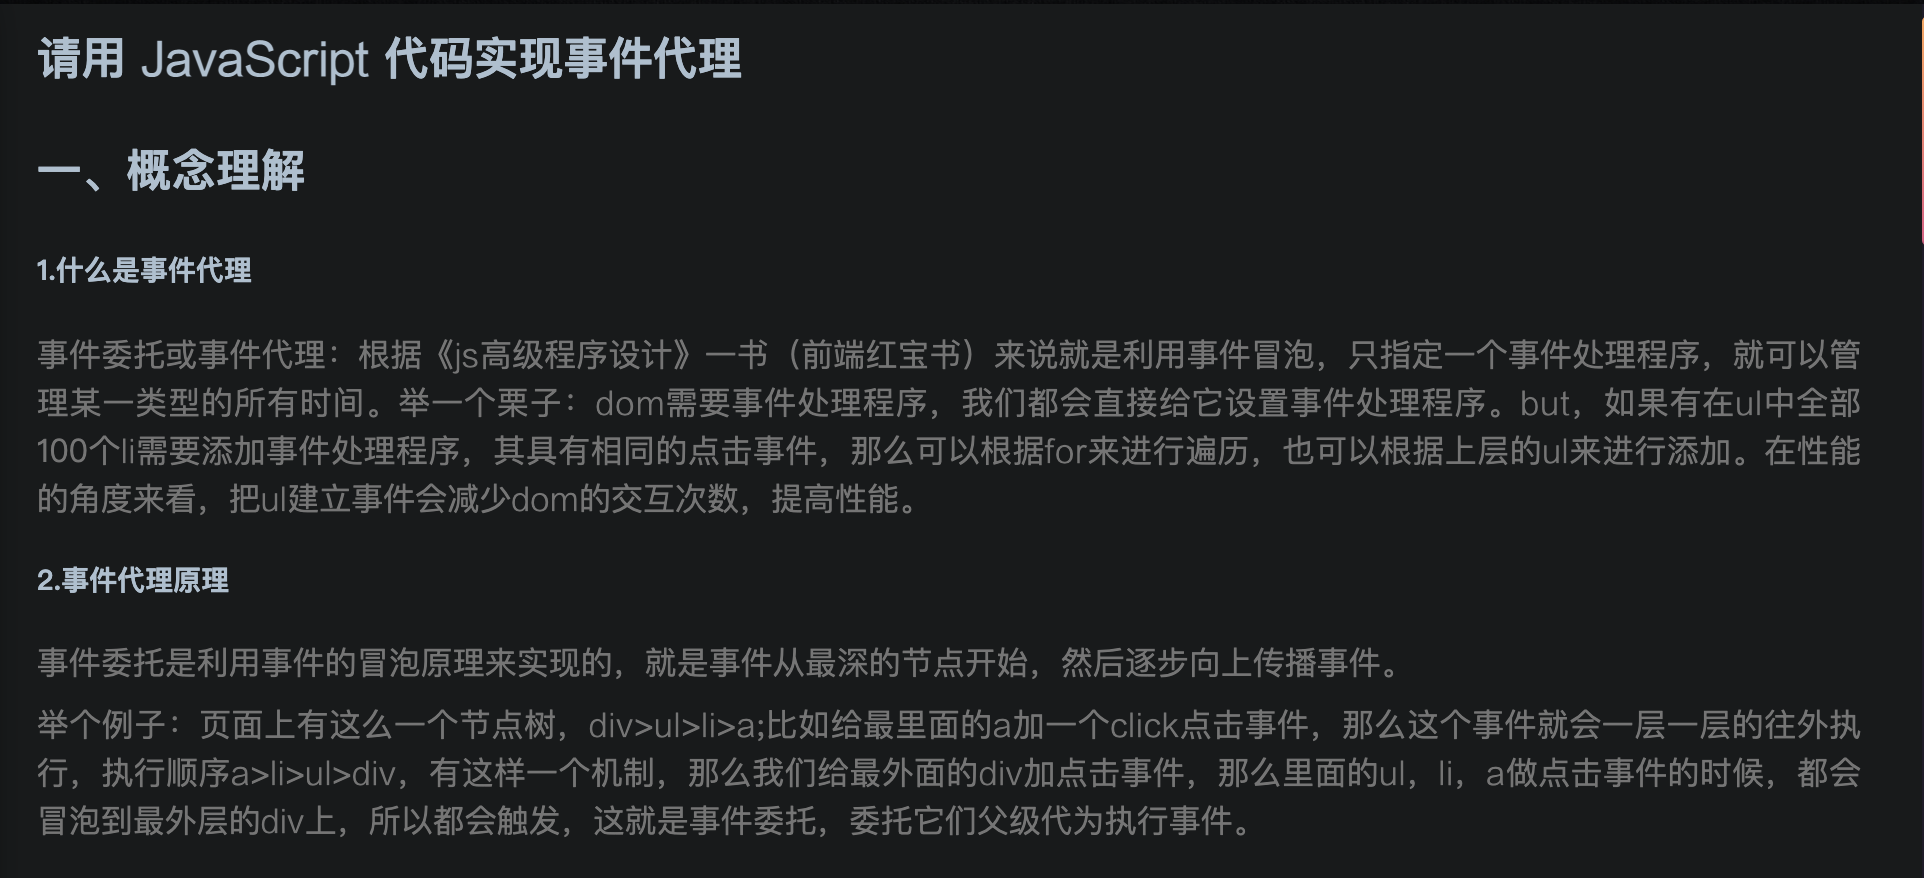 请用 JavaScript 代码实现事件代理
一、概念理解
1.什么是事件代理
事件委托或事件代理：根据《js高级程序设计》一书（前端红宝书）来说就是利用事件冒泡，只指定一个事件处理程序，就可以管
理某一类型的所有时间。举一个栗子：dom需要事件处理程序，我们都会直接给它设置事件处理程序。but，如果有在ul中全部
100个li需要添加事件处理程序，其具有相同的点击事件，那么可以根据for来进行遍历，也可以根据上层的ul来进行添加。在性能
的角度来看，把ul建立事件会减少dom的交互次数，提高性能。
2.事件代理原理
事件委托是利用事件的冒泡原理来实现的，就是事件从最深的节点开始，然后逐步向上传播事件。
举个例子：页面上有这么一个节点树，div>ul>li>a;比如给最里面的a加一个click点击事件，那么这个事件就会一层一层的往外执
行，执行顺序a>li>ul>div，有这样一个机制，那么我们给最外面的div加点击事件，那么里面的ul，li，a做点击事件的时候，都会
冒泡到最外层的div上，所以都会触发，这就是事件委托，委托它们父级代为执行事件。